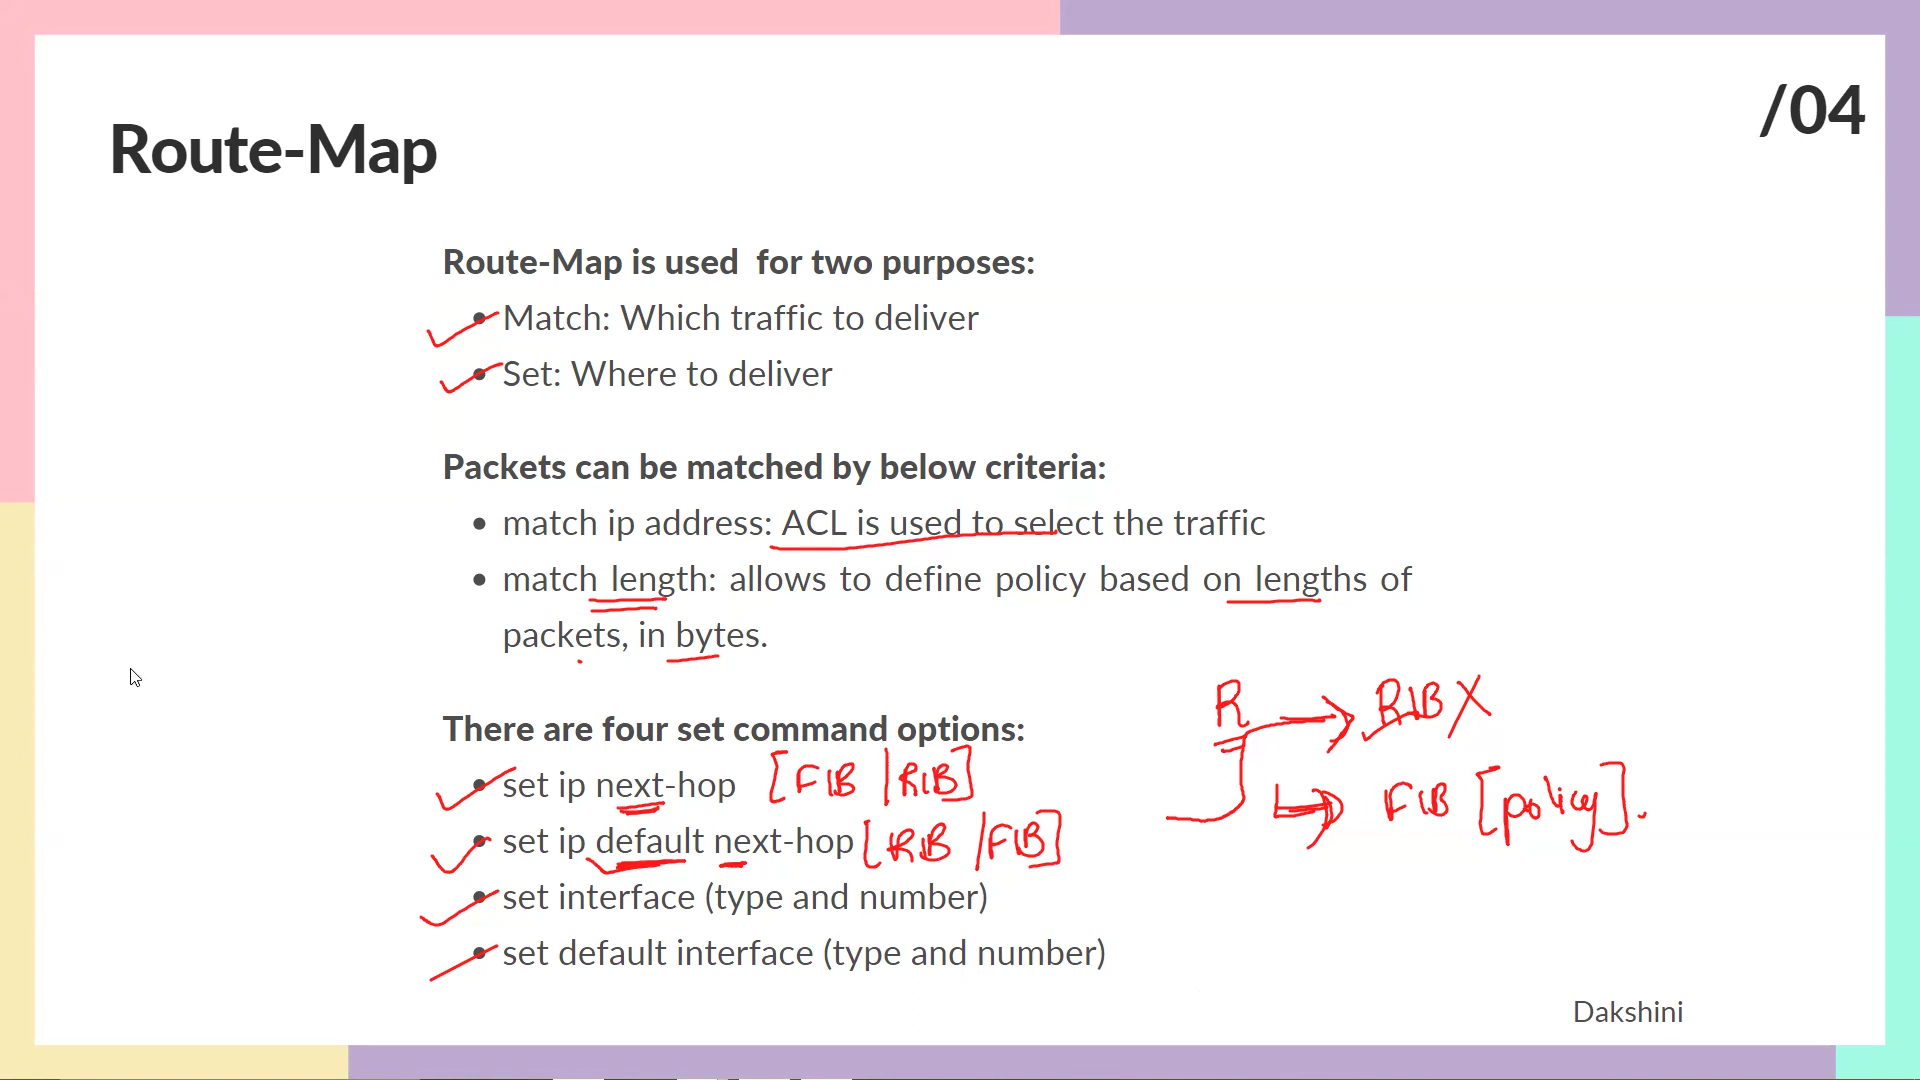 /04
Route-Map
Route-Map is used for two purposes:
• Match: Which traffic to deliver
• Set: Where to deliver
Packets can be matched by below criteria:
• match ip address: ACL is used to select the traffic
• match length: allows to define policy based on lengths of
packets, in bytes.
There are four set command options:
• set ip next-hop [FIB | RIB]
• set ip default next-hop [RIB | FIB]
• set interface (type and number)
• set default interface (type and number)
R → RIB X
→ FIB [policy].
Dakshini